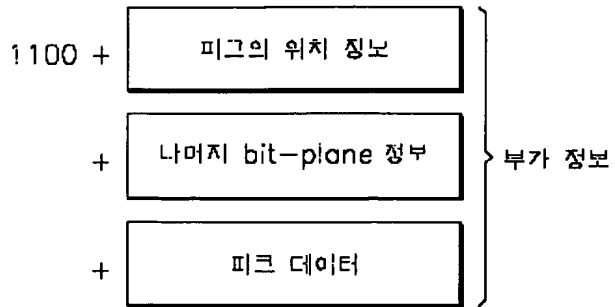 1100 + 피크의 위치 정보
+ 나머지 bit-plane 정부
부가 정보
+ 피크 데이터